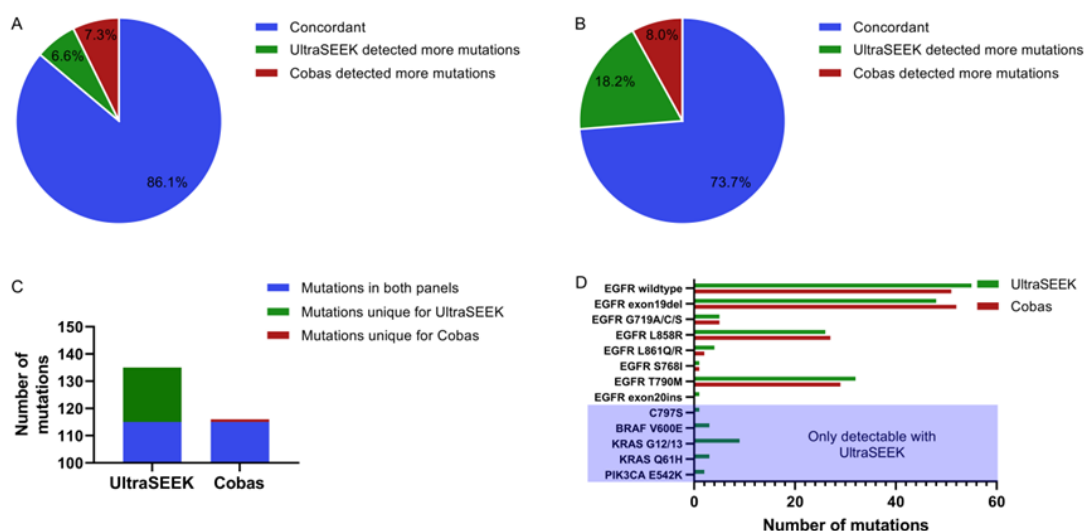 A
7.3%
6.6%
86.1%
Concordant
UltraSEEK detected more mutations
Cobas detected more mutations
B
8.0%
18.2%
73.7%
Concordant
UltraSEEK detected more mutations
Cobas detected more mutations
C
Mutations in both panels
Mutations unique for UltraSEEK
Mutations unique for Cobas
Number of
mutations
150
140
130
120
110
100
UltraSEEK
Cobas
D
UltraSEEK
Cobas
EGFR wildtype
EGFR exon19del
EGFR G719A/C/S
EGFR L858R
EGFR L861Q/R
EGFR S768I
EGFR T790M
EGFR exon20ins
C797S
BRAF V600E
KRAS G12/13
KRAS Q61H
PIK3CA E542K
Only detectable with
UltraSEEK
0
20
40
60
Number of mutations